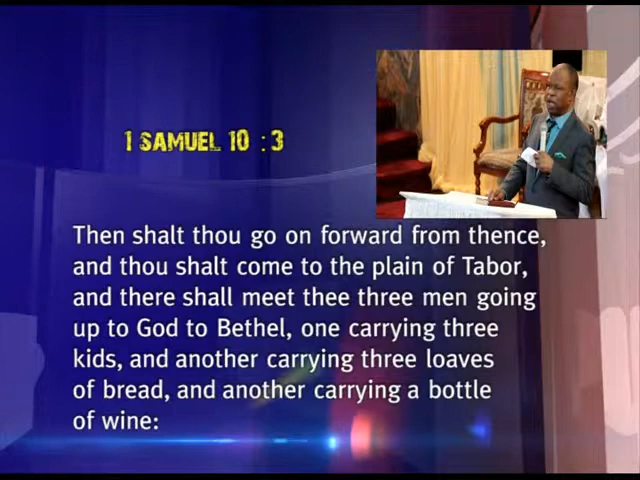 1 SAMUEL 10 : 3
Then shalt thou go on forward from thence,
and thou shalt come to the plain of Tabor,
and there shall meet thee three men going
up to God to Bethel, one carrying three
kids, and another carrying three loaves
of bread, and another carrying a bottle
of wine: